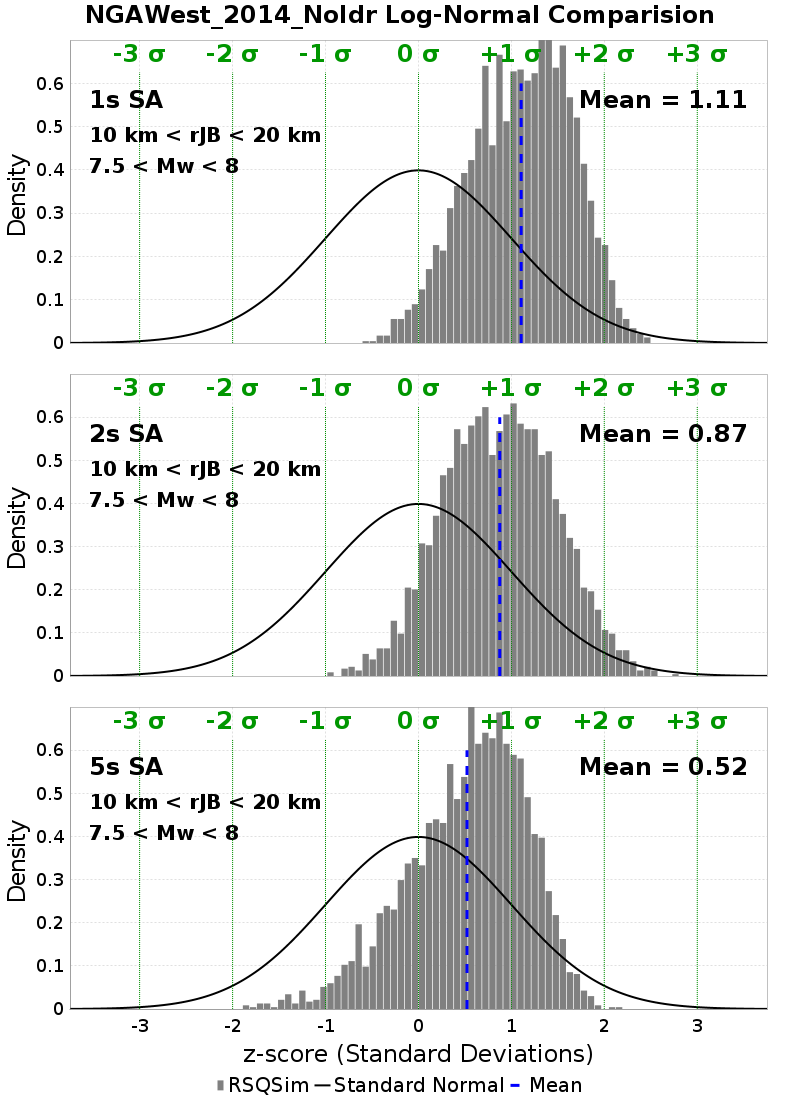 NGAWest_2014_NoIdr Log-Normal Comparision
-3 σ -2 σ -1 σ 0 σ +1 σ +2 σ +3 σ
1s SA Mean = 1.11
10 km < rJB < 20 km
7.5 < Mw < 8
0.6
0.5
0.4
0.3
0.2
0.1
0
Density
-3 σ -2 σ -1 σ 0 σ +1 σ +2 σ +3 σ
2s SA Mean = 0.87
10 km < rJB < 20 km
7.5 < Mw < 8
0.6
0.5
0.4
0.3
0.2
0.1
0
Density
-3 σ -2 σ -1 σ 0 σ +1 σ +2 σ +3 σ
5s SA Mean = 0.52
10 km < rJB < 20 km
7.5 < Mw < 8
0.6
0.5
0.4
0.3
0.2
0.1
0
Density
-3 -2 -1 0 1 2 3
z-score (Standard Deviations)
RSQSim Standard Normal Mean